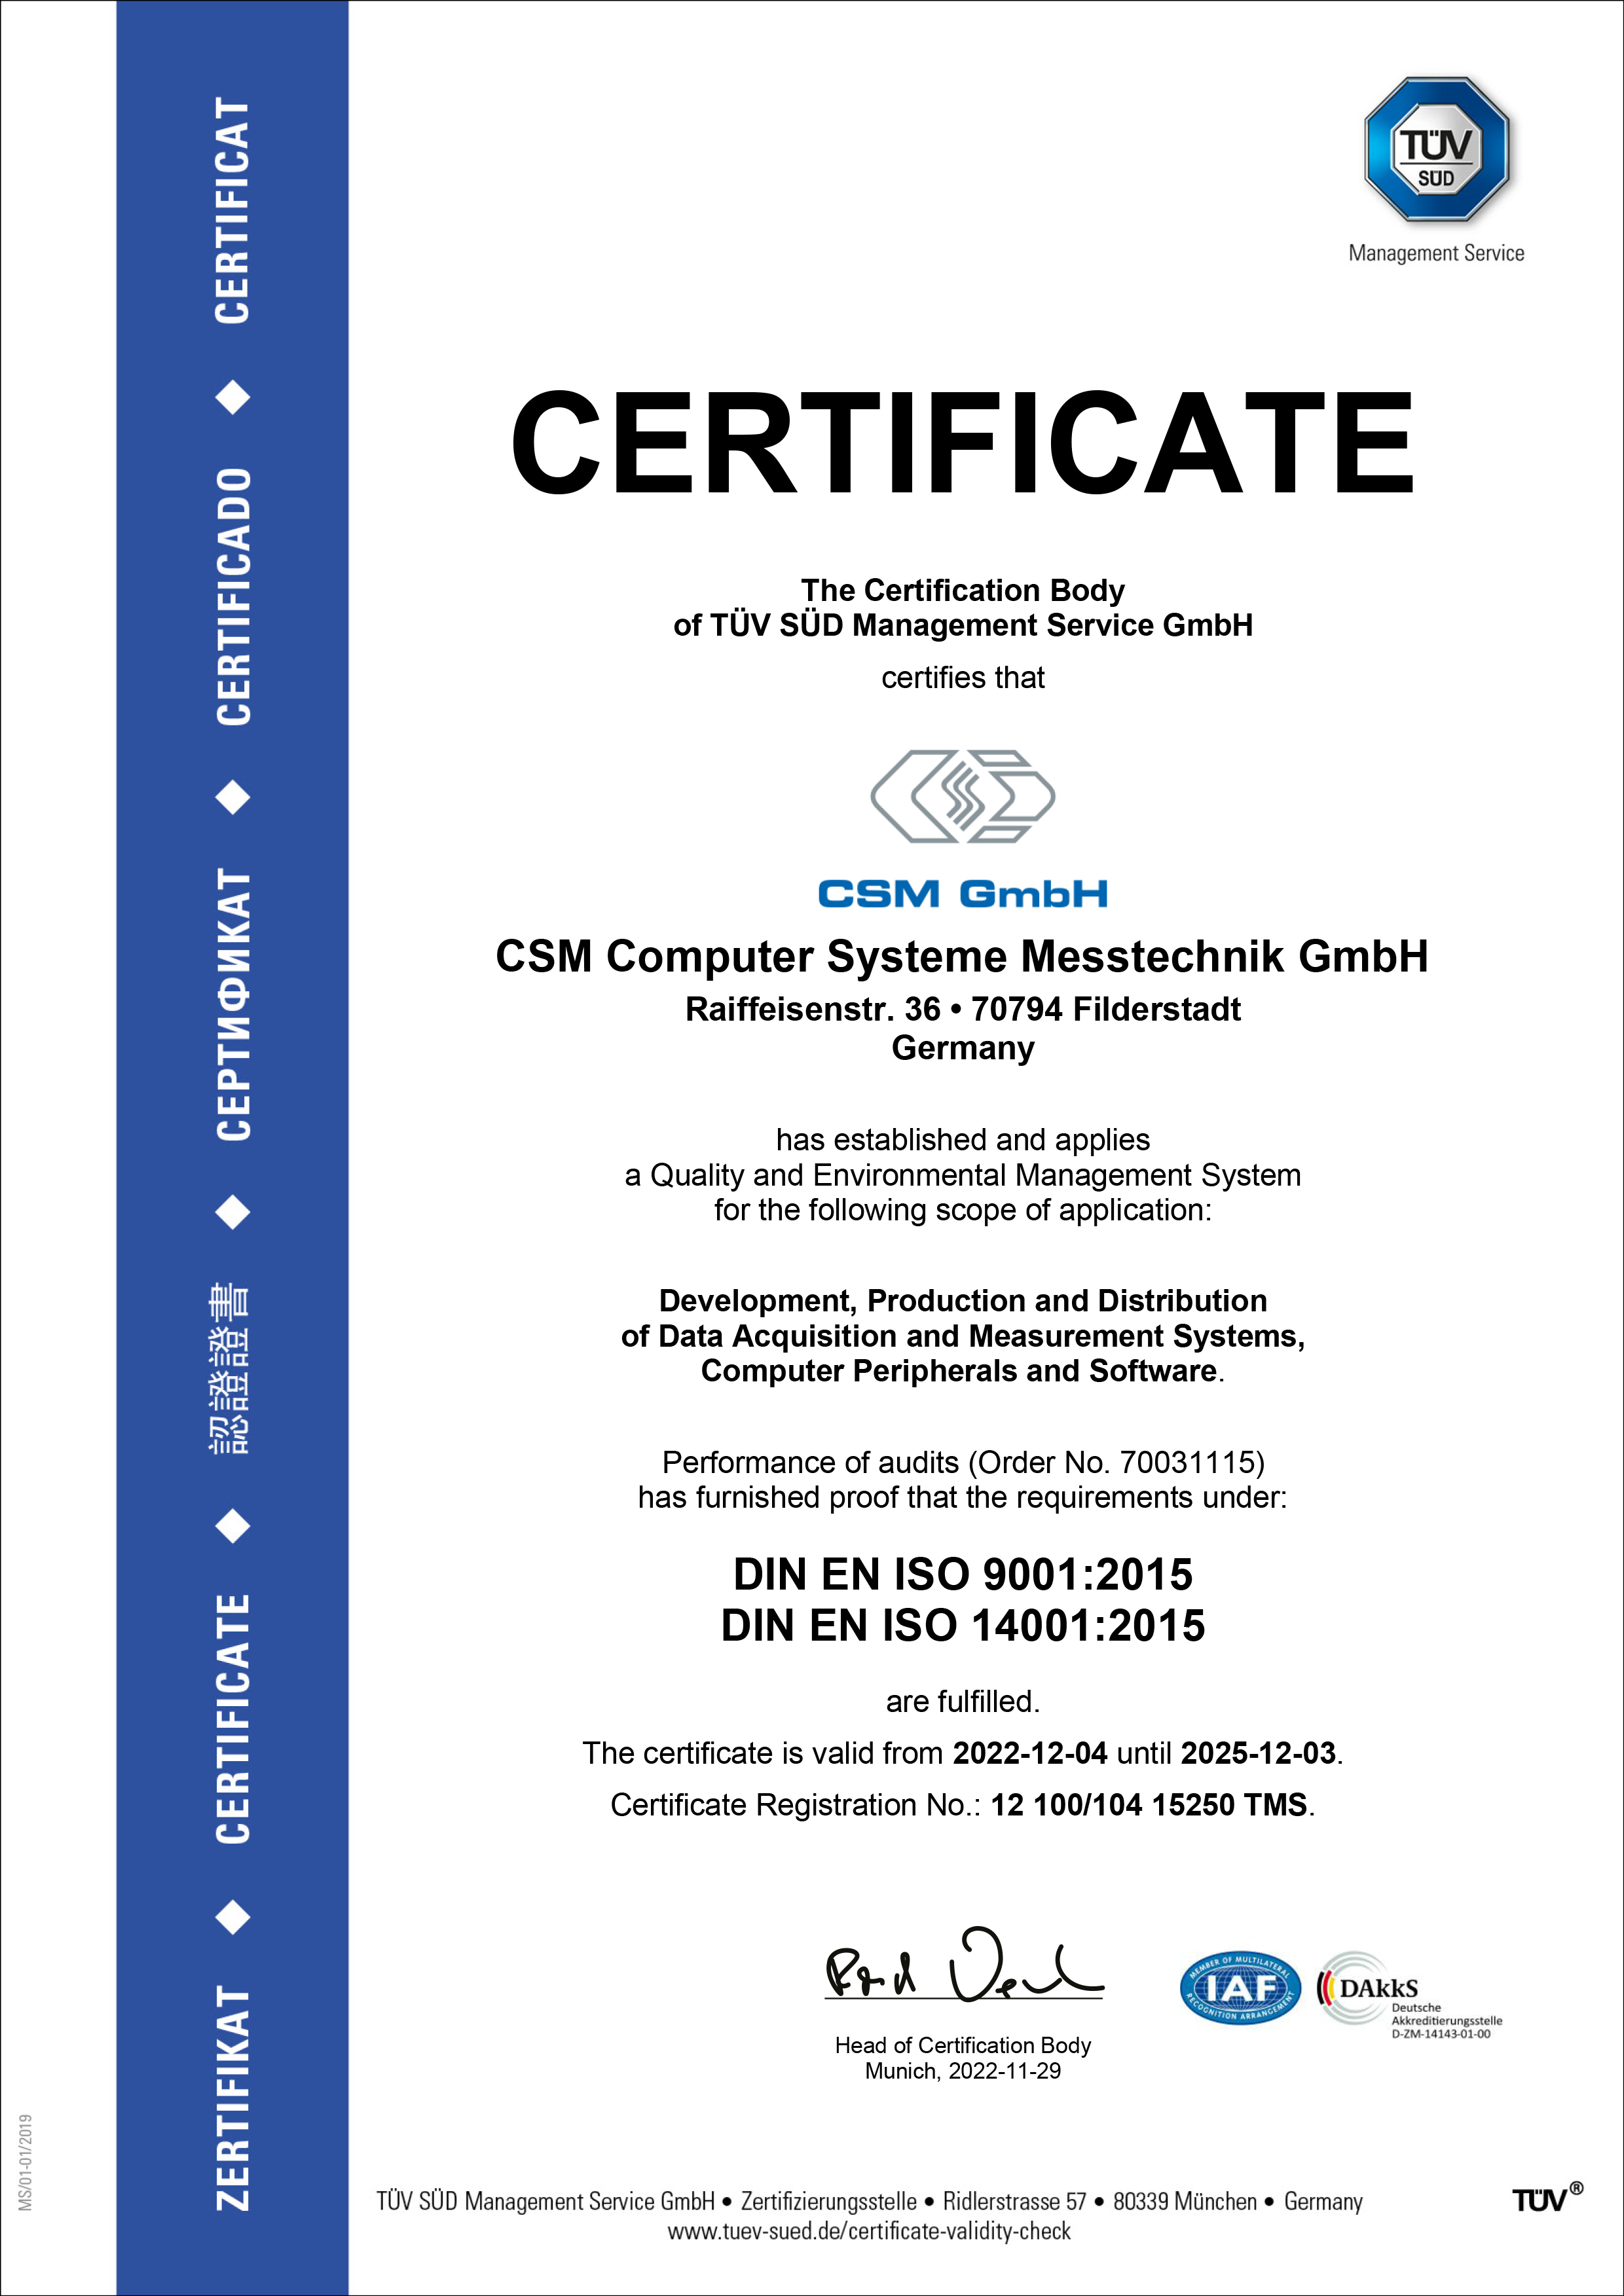 TÜV
SÜD
Management Service
ZERTIFIKAT ◆ CERTIFICATE ◆ 認證證書 ◆ СЕРТИФИКАТ ◆ CERTIFICADO ◆ CERTIFICAT
CERTIFICATE
The Certification Body
of TÜV SÜD Management Service GmbH
certifies that
CSM GmbH
CSM Computer Systeme Messtechnik GmbH
Raiffeisenstr. 36 • 70794 Filderstadt
Germany
has established and applies
a Quality and Environmental Management System
for the following scope of application:
Development, Production and Distribution
of Data Acquisition and Measurement Systems,
Computer Peripherals and Software.
Performance of audits (Order No. 70031115)
has furnished proof that the requirements under:
DIN EN ISO 9001:2015
DIN EN ISO 14001:2015
are fulfilled.
The certificate is valid from 2022-12-04 until 2025-12-03.
Certificate Registration No.: 12 100/104 15250 TMS.
Head of Certification Body
Munich, 2022-11-29
MEMBER OF MULTILATERAL
IAF
RECOGNITION ARRANGEMENT
DAkkS
Deutsche
Akkreditierungsstelle
D-ZM-14143-01-00
MS/01-01/2019
TÜV SÜD Management Service GmbH • Zertifizierungsstelle • Ridlerstrasse 57 • 80339 München • Germany
www.tuev-sued.de/certificate-validity-check
TÜV®